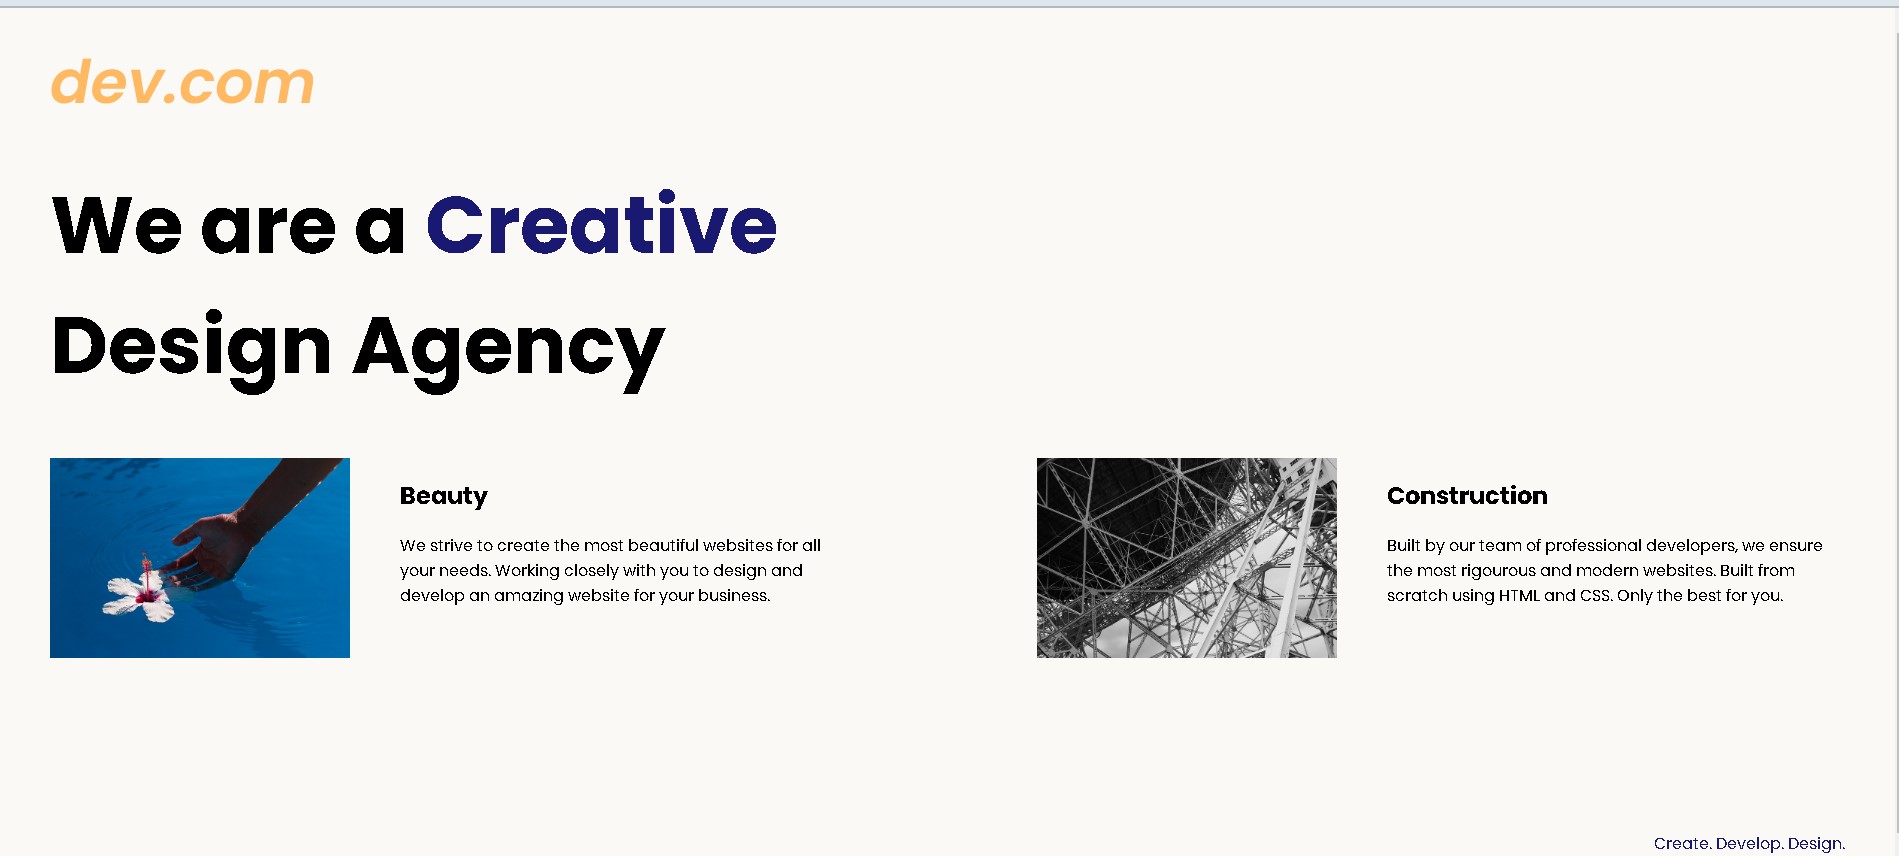 dev.com
We are a Creative
Design Agency
Beauty
We strive to create the most beautiful websites for all
your needs. Working closely with you to design and
develop an amazing website for your business.
Construction
Built by our team of professional developers, we ensure
the most rigourous and modern websites. Built from
scratch using HTML and CSS. Only the best for you.
Create. Develop. Design.